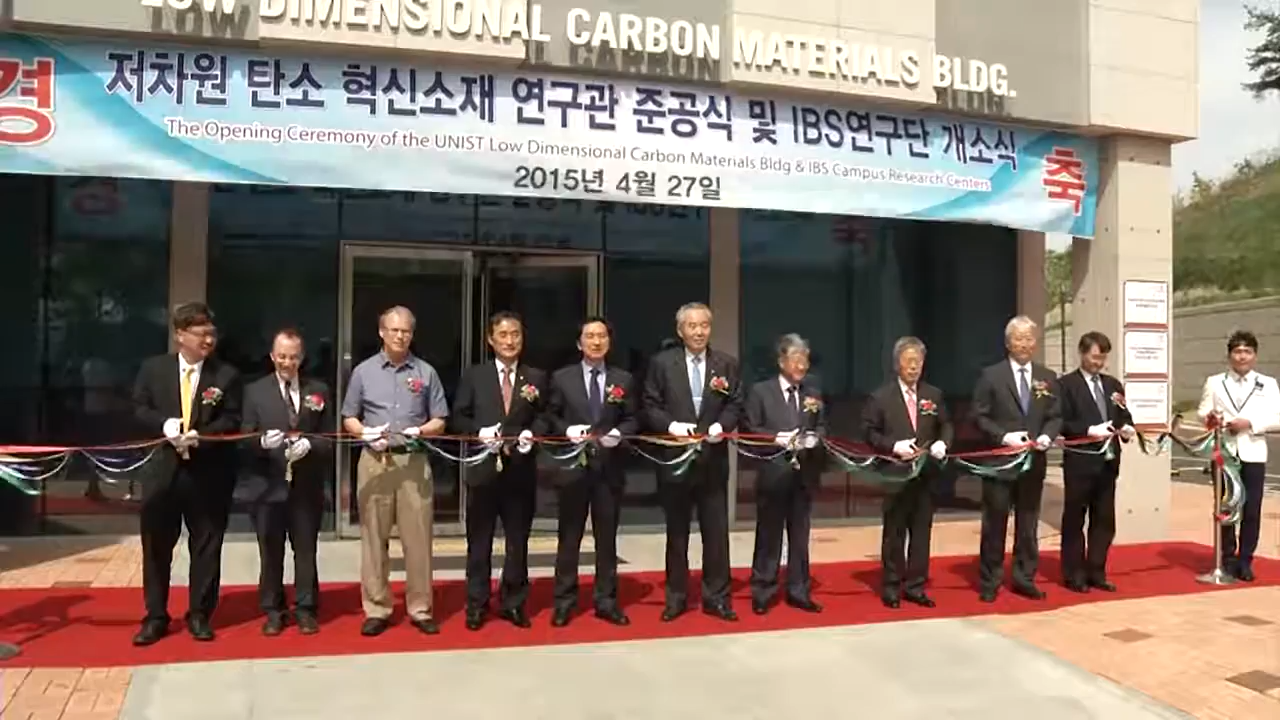 LOW DIMENSIONAL CARBON MATERIALS BLDG.
경
저차원 탄소 혁신소재 연구관 준공식 및 IBS연구단 개소식
The Opening Ceremony of the UNIST Low Dimensional Carbon Materials Bldg & IBS Campus Research Centers
2015년 4월 27일
축